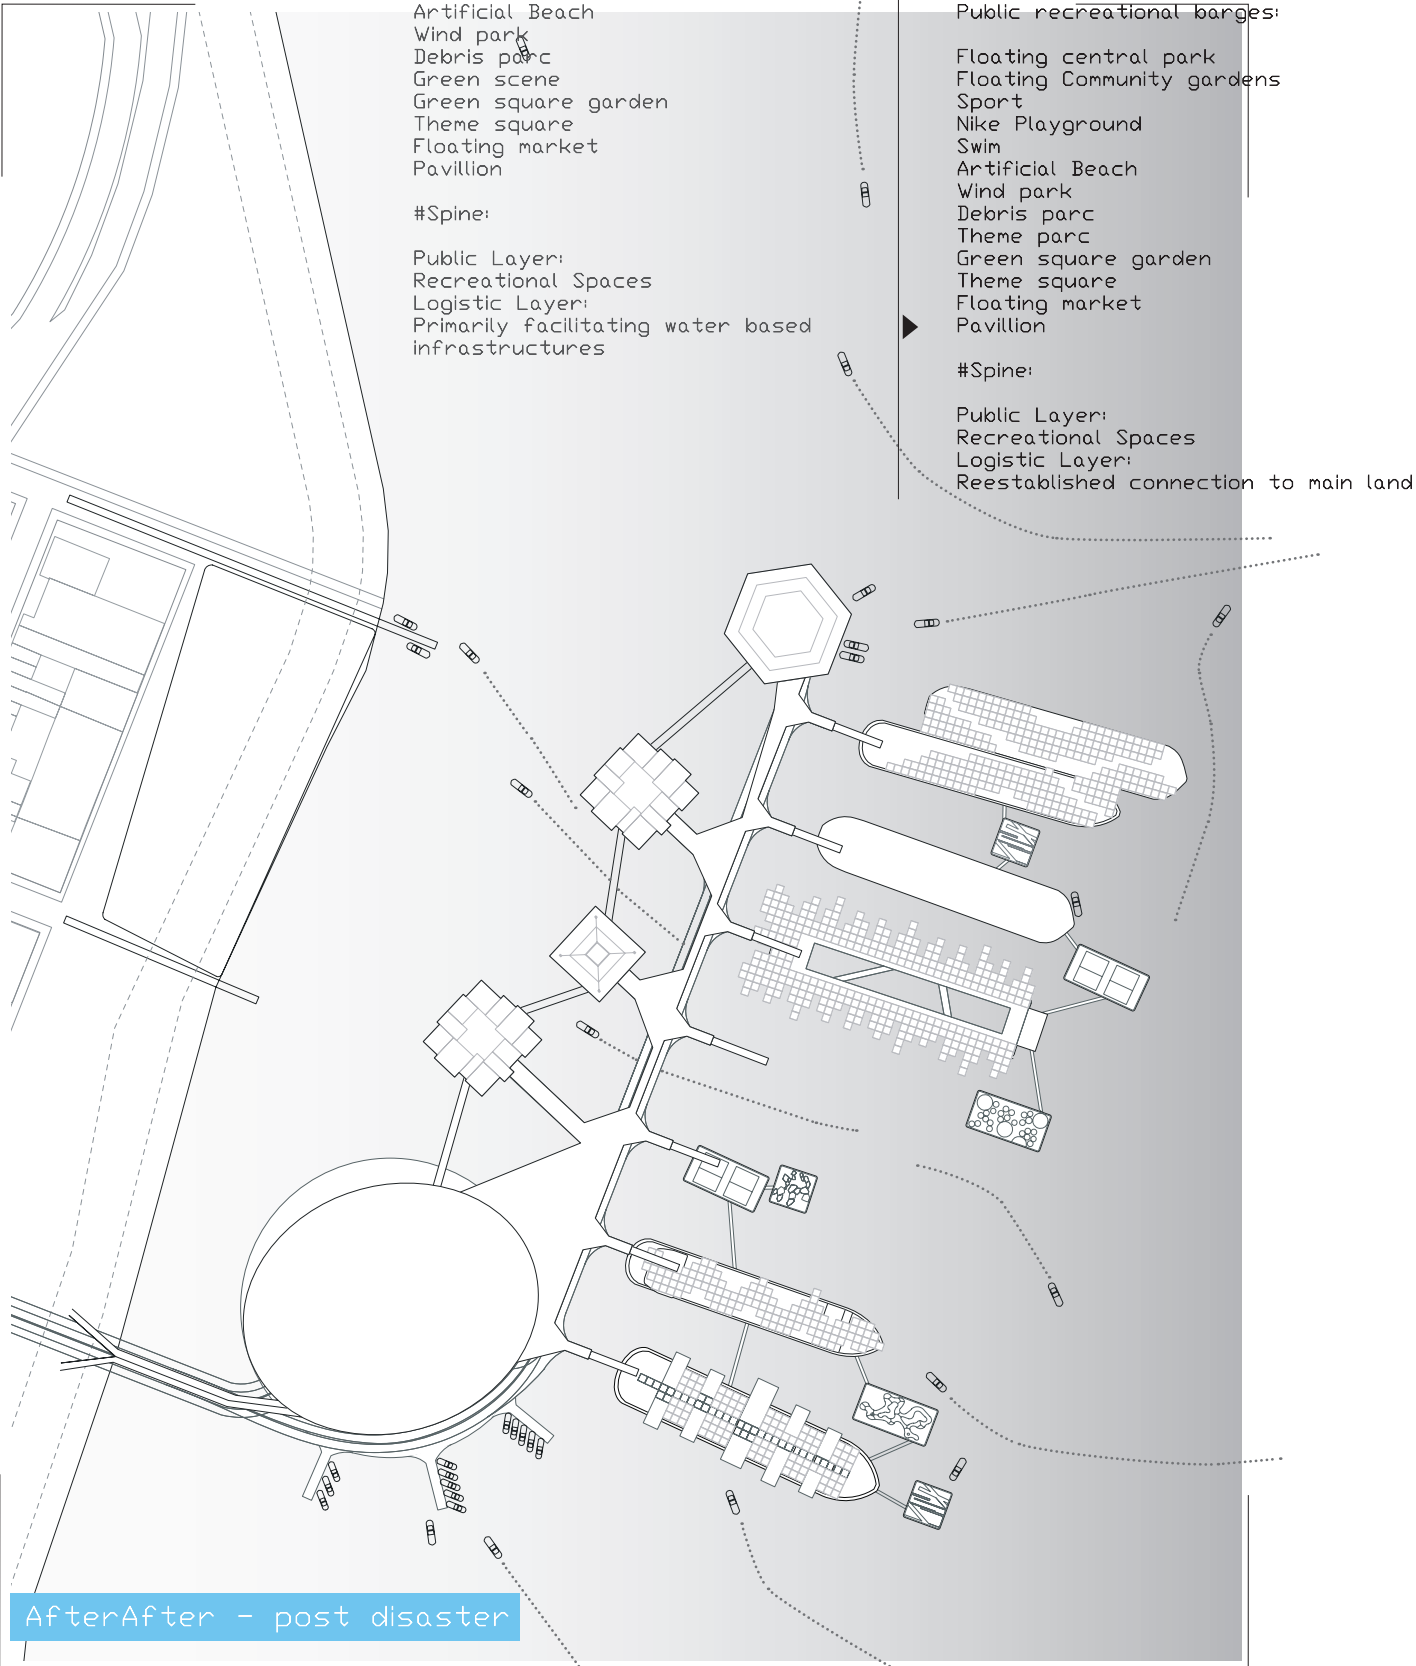 Artificial Beach
Wind park
Debris parc
Green scene
Green square garden
Theme square
Floating market
Pavillion
#Spine:
Public Layer:
Recreational Spaces
Logistic Layer:
Primarily facilitating water based
infrastructures
Public recreational barges:
Floating central park
Floating Community gardens
Sport
Nike Playground
Swim
Artificial Beach
Wind park
Debris parc
Theme parc
Green square garden
Theme square
Floating market
Pavillion
#Spine:
Public Layer:
Recreational Spaces
Logistic Layer:
Reestablished connection to main land
AfterAfter - post disaster